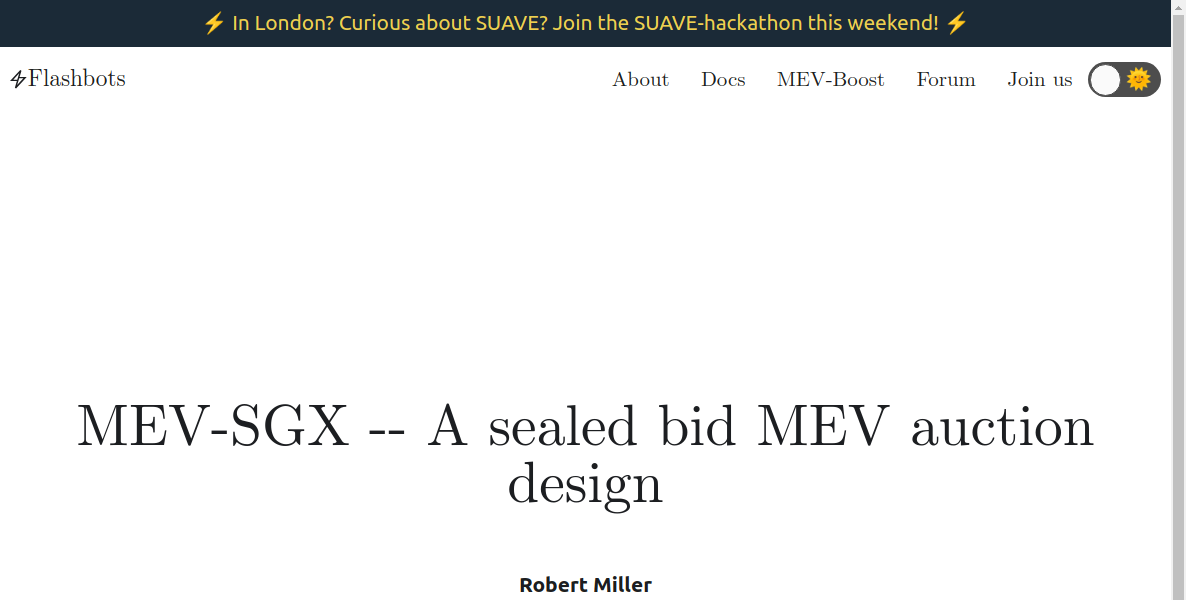 ⚡ In London? Curious about SUAVE? Join the SUAVE-hackathon this weekend! ⚡
Flashbots About Docs MEV-Boost Forum Join us
MEV-SGX -- A sealed bid MEV auction
design
Robert Miller